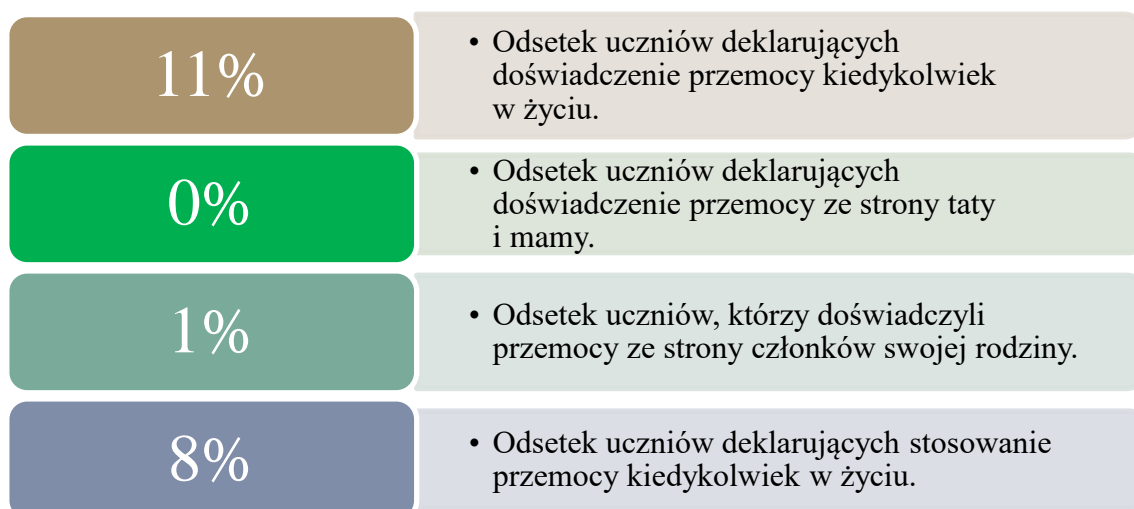 11%
• Odsetek uczniów deklarujących
doświadczenie przemocy kiedykolwiek
w życiu.
0%
• Odsetek uczniów deklarujących
doświadczenie przemocy ze strony taty
i mamy.
1%
• Odsetek uczniów, którzy doświadczyli
przemocy ze strony członków swojej rodziny.
8%
• Odsetek uczniów deklarujących stosowanie
przemocy kiedykolwiek w życiu.